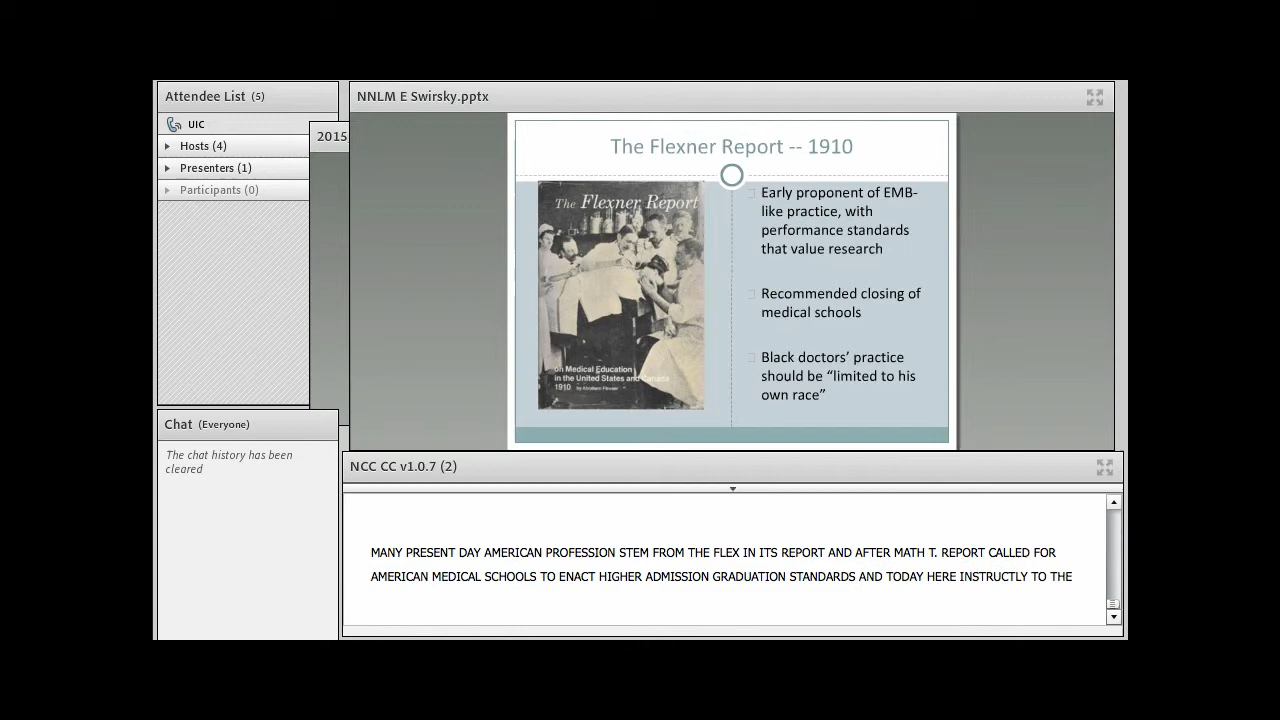 Attendee List (5)
UIC
Hosts (4)
Presenters (1)
Participants (0)
2015
Chat (Everyone)
The chat history has been
cleared
NNLM E Swirsky.pptx
The Flexner Report -- 1910
The Flexner Report
on Medical Education
in the United States and Canada
1910 by Abraham Flexner
Early proponent of EMB-
like practice, with
performance standards
that value research
Recommended closing of
medical schools
Black doctors’ practice
should be “limited to his
own race”
NCC CC v1.0.7 (2)
MANY PRESENT DAY AMERICAN PROFESSION STEM FROM THE FLEX IN ITS REPORT AND AFTER MATH T. REPORT CALLED FOR
AMERICAN MEDICAL SCHOOLS TO ENACT HIGHER ADMISSION GRADUATION STANDARDS AND TODAY HERE INSTRUCTLY TO THE